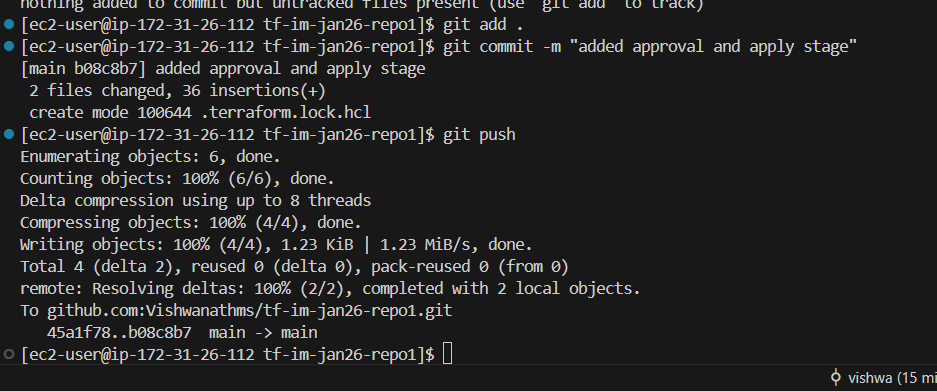 nothing added to commit but untracked files present (use "git add" to track)
[ec2-user@ip-172-31-26-112 tf-im-jan26-repo1]$ git add .
[ec2-user@ip-172-31-26-112 tf-im-jan26-repo1]$ git commit -m "added approval and apply stage"
[main b08c8b7] added approval and apply stage
 2 files changed, 36 insertions(+)
 create mode 100644 .terraform.lock.hcl
[ec2-user@ip-172-31-26-112 tf-im-jan26-repo1]$ git push
Enumerating objects: 6, done.
Counting objects: 100% (6/6), done.
Delta compression using up to 8 threads
Compressing objects: 100% (4/4), done.
Writing objects: 100% (4/4), 1.23 KiB | 1.23 MiB/s, done.
Total 4 (delta 2), reused 0 (delta 0), pack-reused 0 (from 0)
remote: Resolving deltas: 100% (2/2), completed with 2 local objects.
To github.com:Vishwanathms/tf-im-jan26-repo1.git
   45a1f78..b08c8b7  main -> main
[ec2-user@ip-172-31-26-112 tf-im-jan26-repo1]$
vishwa (15 mi